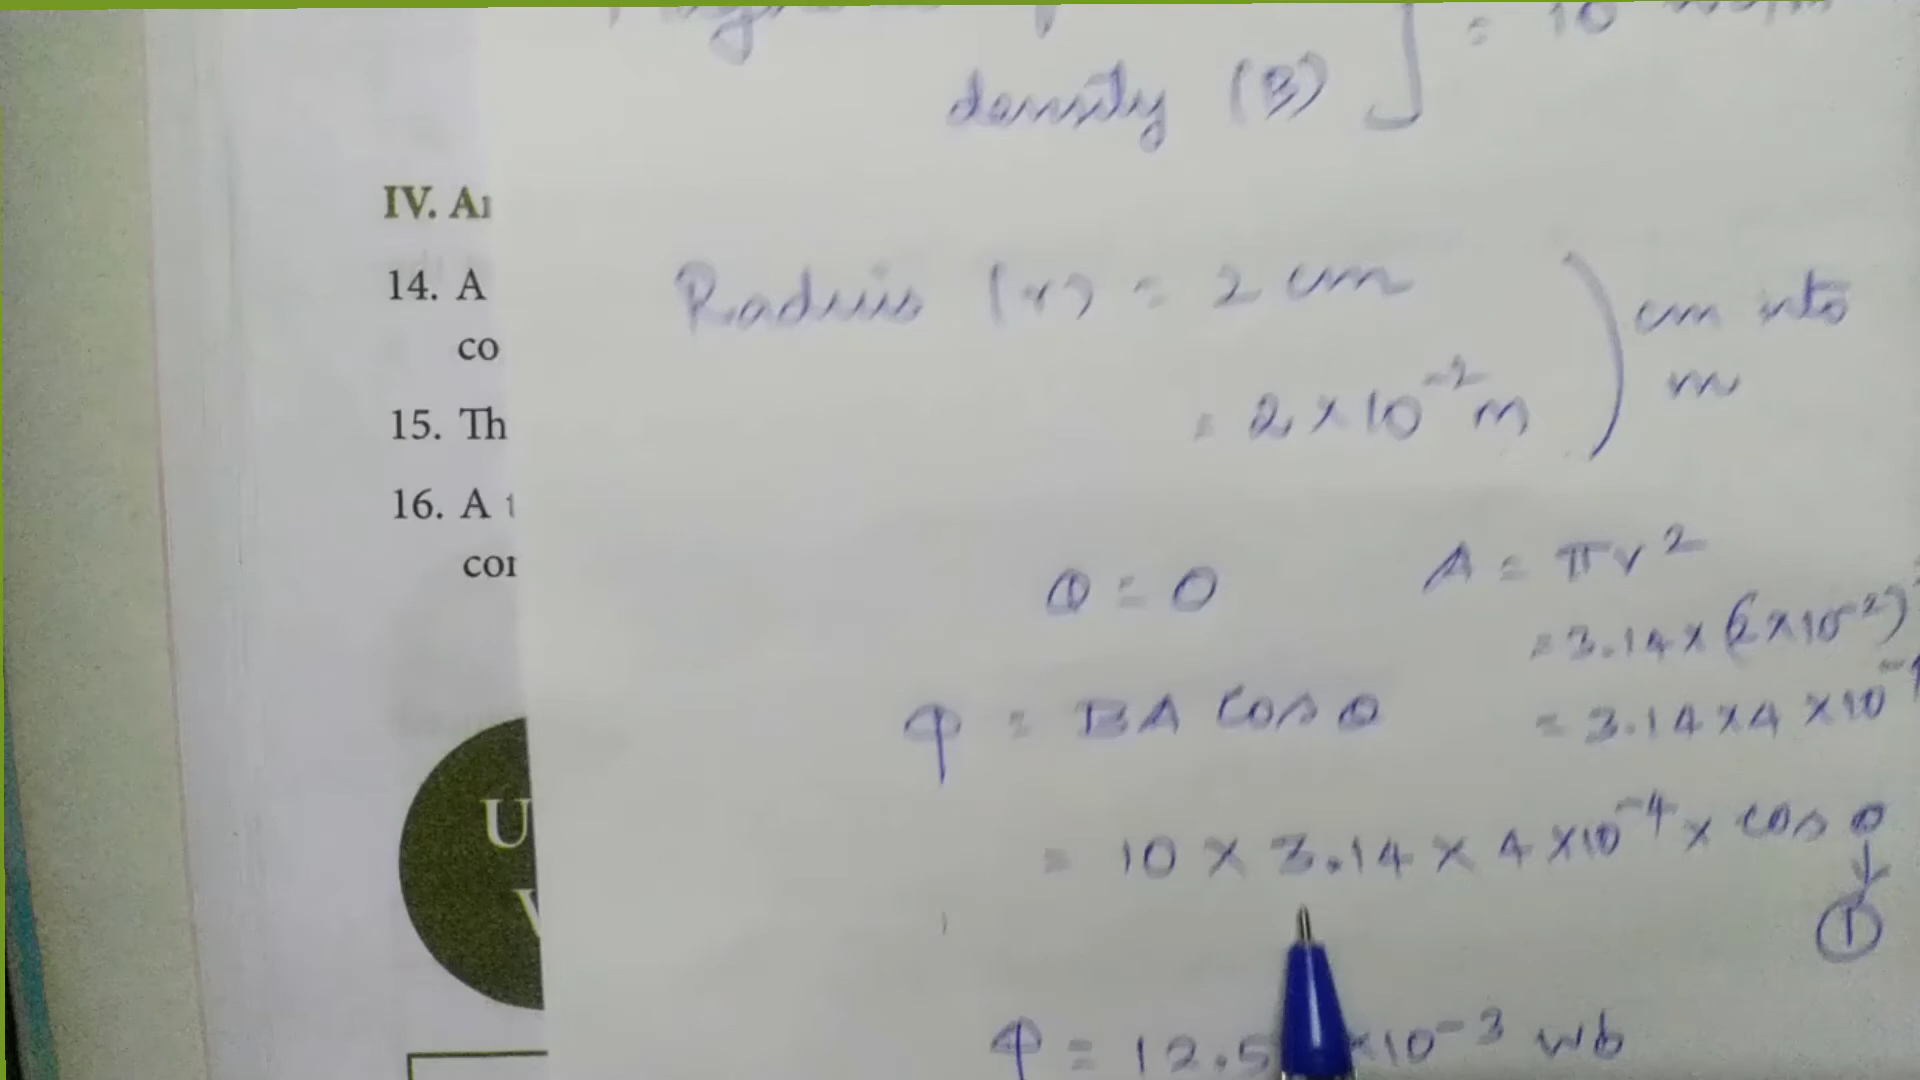 = 10
density (B)
IV.
14. A
Radius (r) = 2 cm
cm into
co
m
= 2 × 10⁻² m
15. Th
16. A
θ = 0
A = πr²
= 3.14 × (2×10⁻²)
φ = BA cos θ
= 3.14 × 4 × 10
U
= 10 × 3.14 × 4 × 10⁻⁴ × cos 0
↓
1
φ = 12.5 ×10⁻³ wb